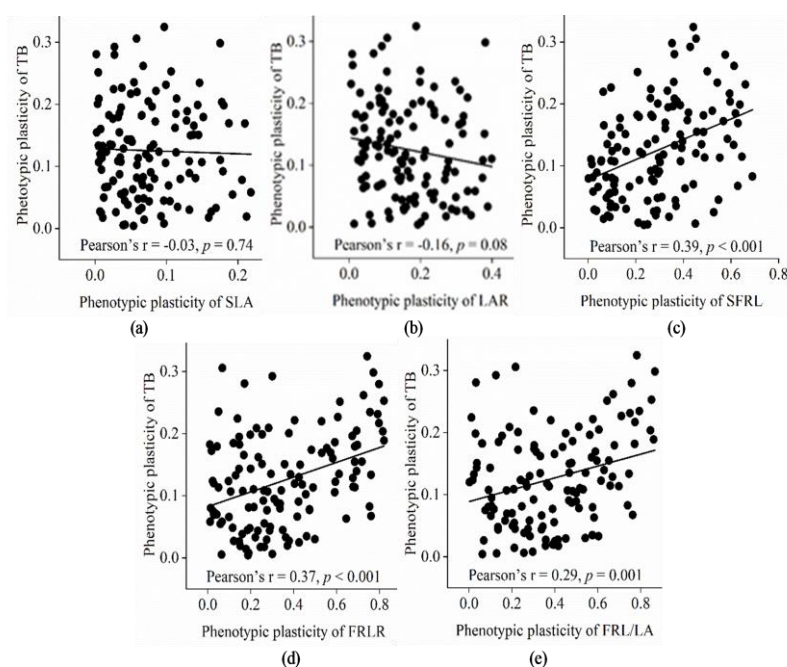 Phetotypic plasticity of TB
0.3
0.2
0.1
0.0
Pearson's r = -0.03, p = 0.74
0.0 0.1 0.2
Phenotypic plasticity of SLA
(a)
Phenotypic plasticity of TB
0.3
0.2
0.1
0.0
Pearson's r = -0.16, p = 0.08
0.0 0.1 0.2 0.3 0.4
Phenotypic plasticity of LAR
(b)
Phenotypic plasticity of TB
0.3
0.2
0.1
0.0
Pearson's r = 0.39, p < 0.001
0.0 0.2 0.4 0.6 0.8
Phenotypic plasticity of SFRL
(c)
Phenotypic plasticity of TB
0.3
0.2
0.1
0.0
Pearson's r = 0.37, p < 0.001
0.0 0.2 0.4 0.6 0.8
Phenotypic plasticity of FRLR
(d)
Phenotypic plasticity of TB
0.3
0.2
0.1
0.0
Pearson's r = 0.29, p = 0.001
0.0 0.2 0.4 0.6 0.8
Phenotypic plasticity of FRL/LA
(e)